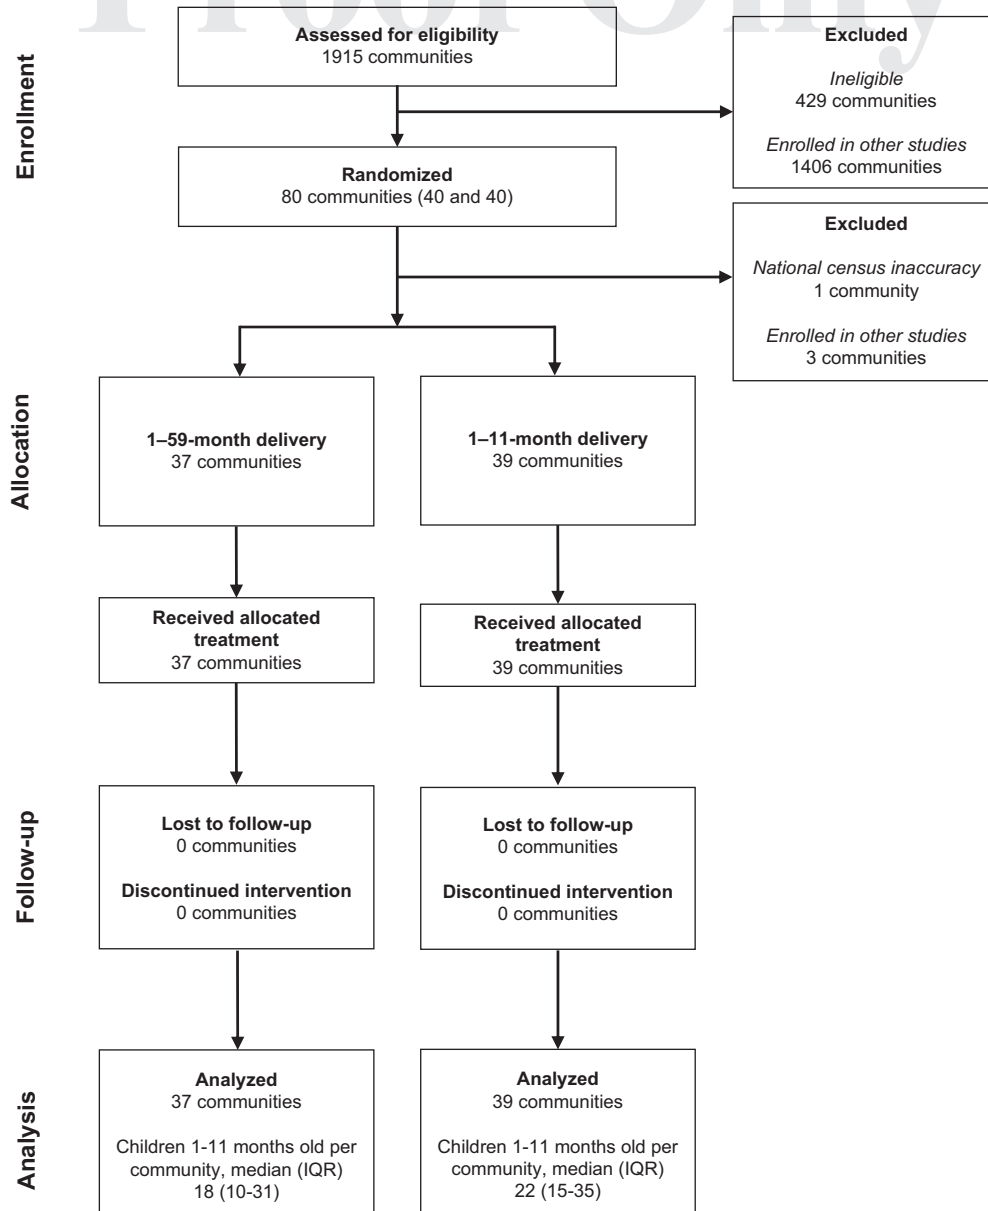 Proof Only
Enrollment
Assessed for eligibility
1915 communities
Excluded
Ineligible
429 communities
Enrolled in other studies
1406 communities
Randomized
80 communities (40 and 40)
Excluded
National census inaccuracy
1 community
Enrolled in other studies
3 communities
Allocation
1–59-month delivery
37 communities
1–11-month delivery
39 communities
Received allocated
treatment
37 communities
Received allocated
treatment
39 communities
Follow-up
Lost to follow-up
0 communities
Discontinued intervention
0 communities
Lost to follow-up
0 communities
Discontinued intervention
0 communities
Analysis
Analyzed
37 communities
Children 1-11 months old per
community, median (IQR)
18 (10-31)
Analyzed
39 communities
Children 1-11 months old per
community, median (IQR)
22 (15-35)